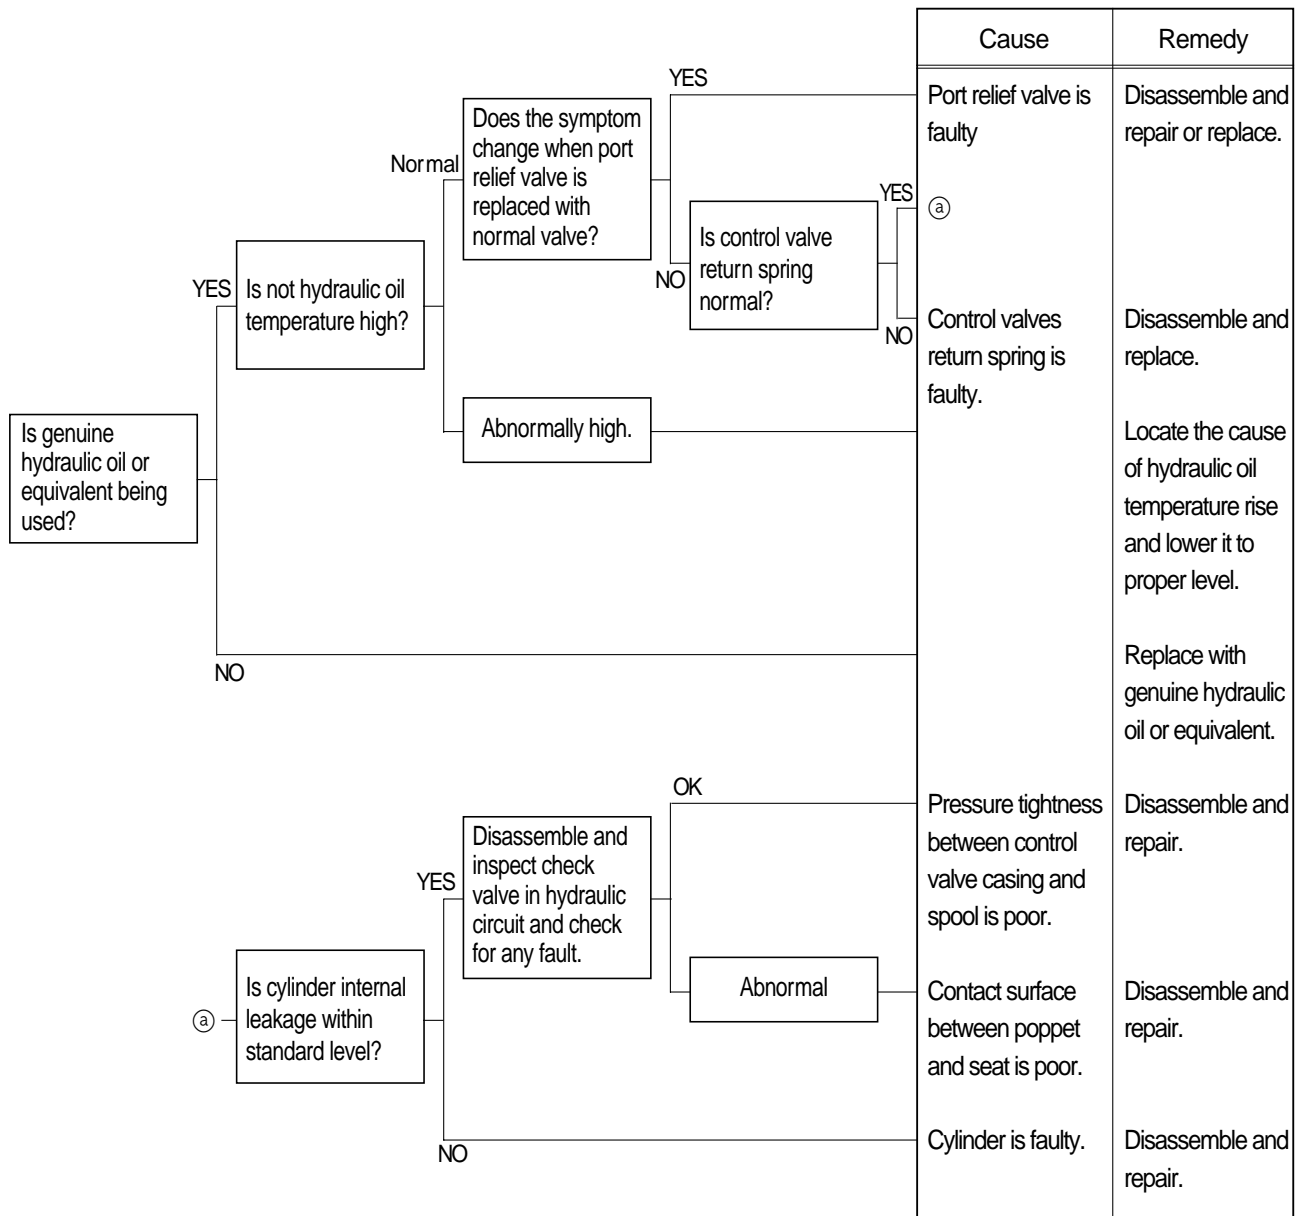 Cause
Remedy
YES
Port relief valve is
faulty
Disassemble and
repair or replace.
Does the symptom
change when port
relief valve is
replaced with
normal valve?
Normal
YES
ⓐ
Is control valve
return spring
normal?
NO
NO
Control valves
return spring is
faulty.
Disassemble and
replace.
YES
Is not hydraulic oil
temperature high?
Abnormally high.
Locate the cause
of hydraulic oil
temperature rise
and lower it to
proper level.
Is genuine
hydraulic oil or
equivalent being
used?
NO
Replace with
genuine hydraulic
oil or equivalent.
OK
Pressure tightness
between control
valve casing and
spool is poor.
Disassemble and
repair.
YES
Disassemble and
inspect check
valve in hydraulic
circuit and check
for any fault.
Abnormal
Contact surface
between poppet
and seat is poor.
Disassemble and
repair.
ⓐ
Is cylinder internal
leakage within
standard level?
NO
Cylinder is faulty.
Disassemble and
repair.